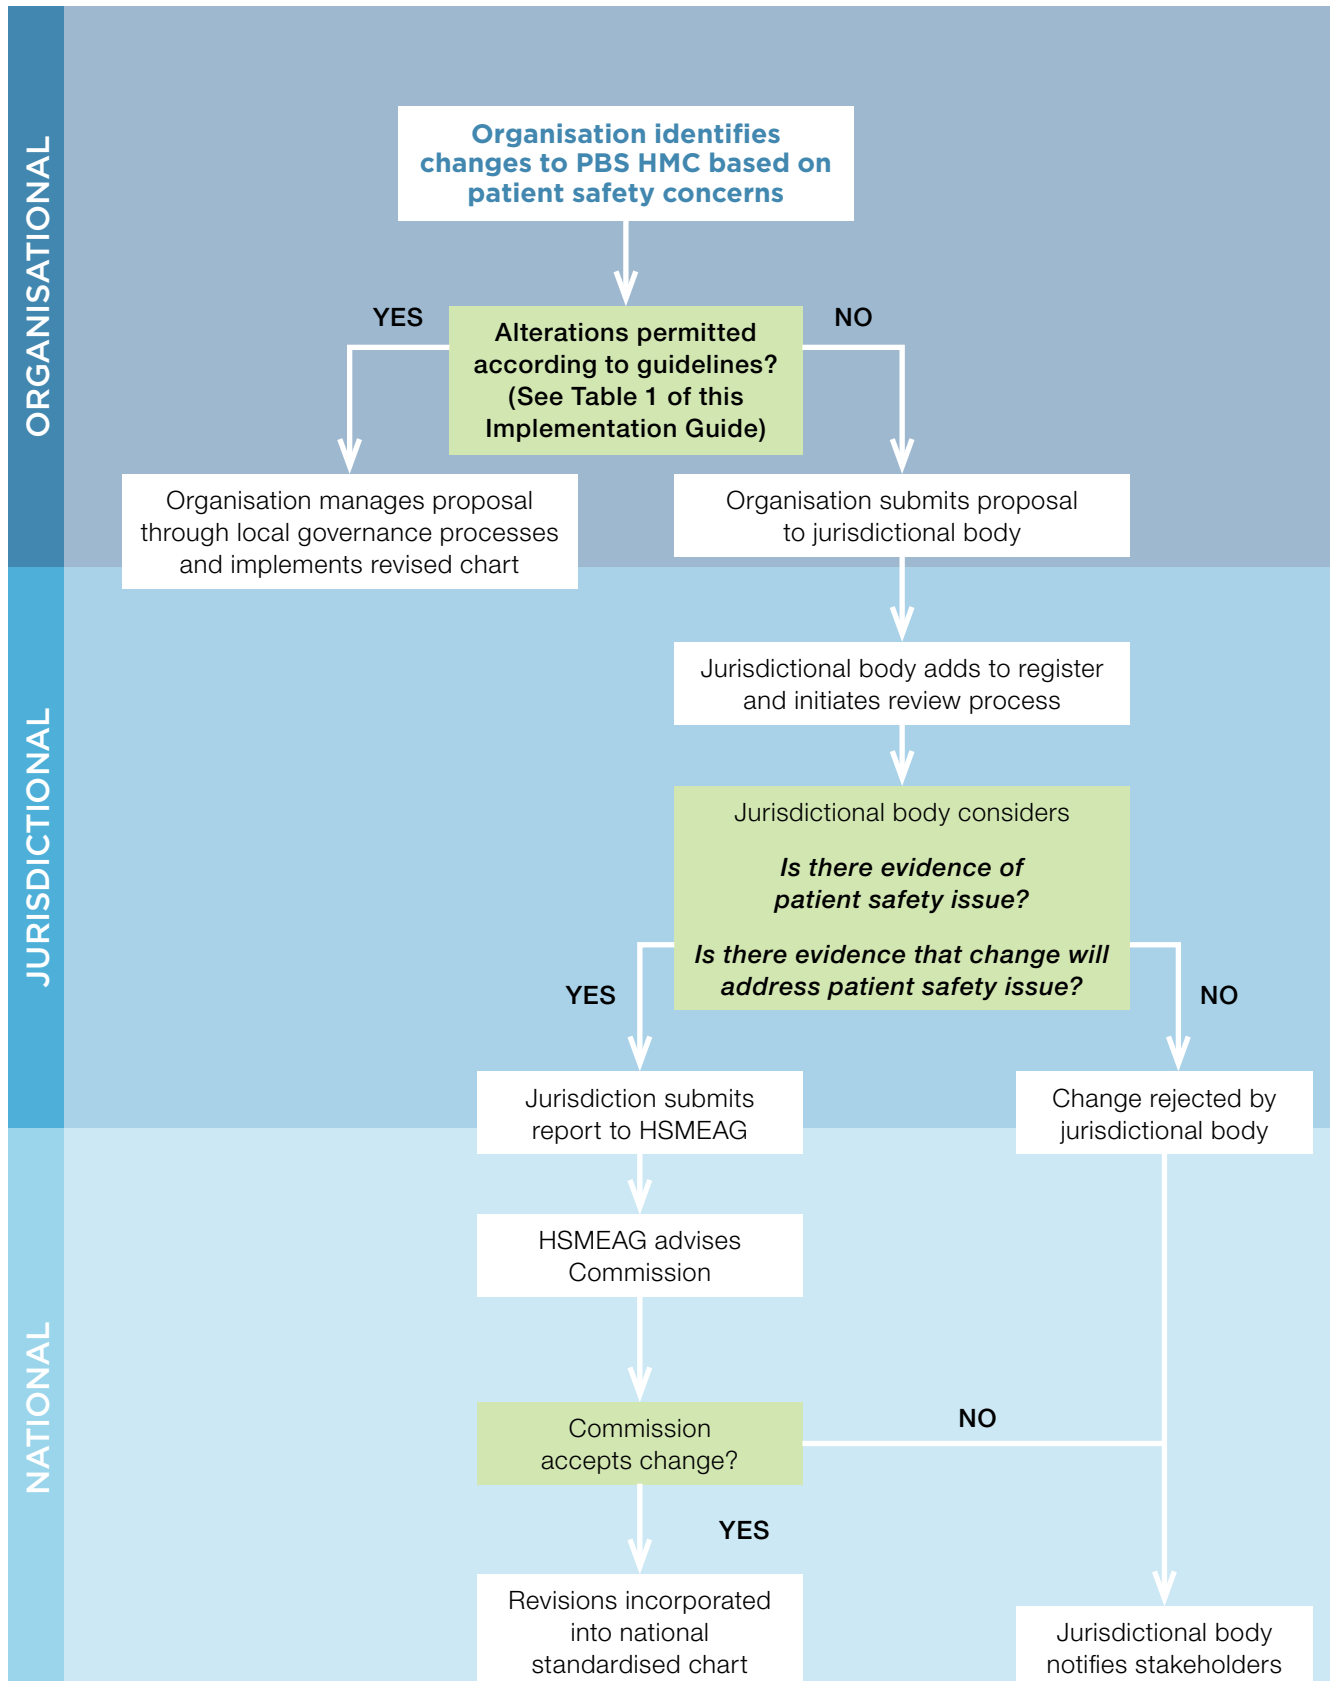 ORGANISATIONAL
Organisation identifies
changes to PBS HMC based on
patient safety concerns
YES
Alterations permitted
according to guidelines?
(See Table 1 of this
Implementation Guide)
NO
Organisation manages proposal
through local governance processes
and implements revised chart
Organisation submits proposal
to jurisdictional body
JURISDICTIONAL
Jurisdictional body adds to register
and initiates review process
Jurisdictional body considers
Is there evidence of
patient safety issue?
Is there evidence that change will
address patient safety issue?
YES
NO
Jurisdiction submits
report to HSMEAG
Change rejected by
jurisdictional body
NATIONAL
HSMEAG advises
Commission
Commission
accepts change?
NO
YES
Revisions incorporated
into national
standardised chart
Jurisdictional body
notifies stakeholders